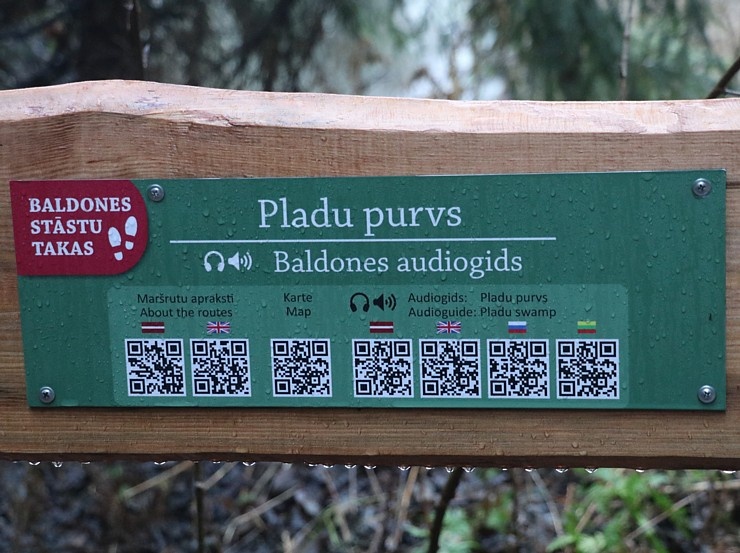 BALDONES
STĀSTU
TAKAS
Pladu purvs
Baldones audiogids
Maršrutu apraksti
About the routes
Karte
Map
Audiogids: Pladu purvs
Audioguide: Pladu swamp